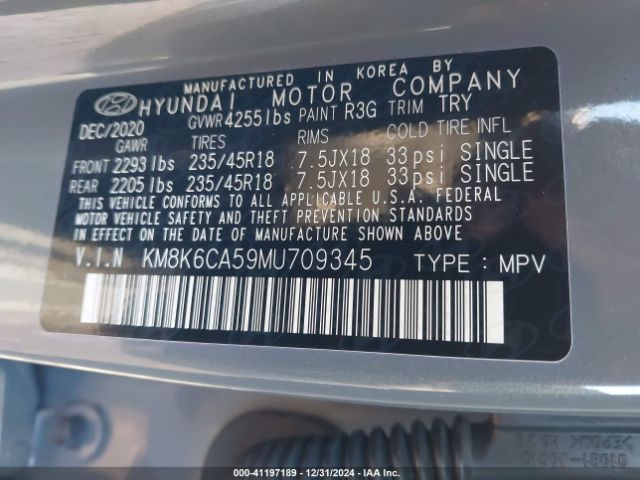 MANUFACTURED IN KOREA BY
HYUNDAI MOTOR COMPANY
DEC/2020 GVWR 4255 lbs PAINT R3G TRIM TRY
GAWR TIRES RIMS COLD TIRE INFL
FRONT 2293 lbs 235/45R18 7.5JX18 33psi SINGLE
REAR 2205 lbs 235/45R18 7.5JX18 33psi SINGLE
THIS VEHICLE CONFORMS TO ALL APPLICABLE U.S.A. FEDERAL
MOTOR VEHICLE SAFETY AND THEFT PREVENTION STANDARDS
IN EFFECT ON THE DATE OF MANUFACTURE SHOWN ABOVE.
V.I.N KM8K6CA59MU709345 TYPE : MPV
00-41197189 - 12/31/2024 - IAA Inc.